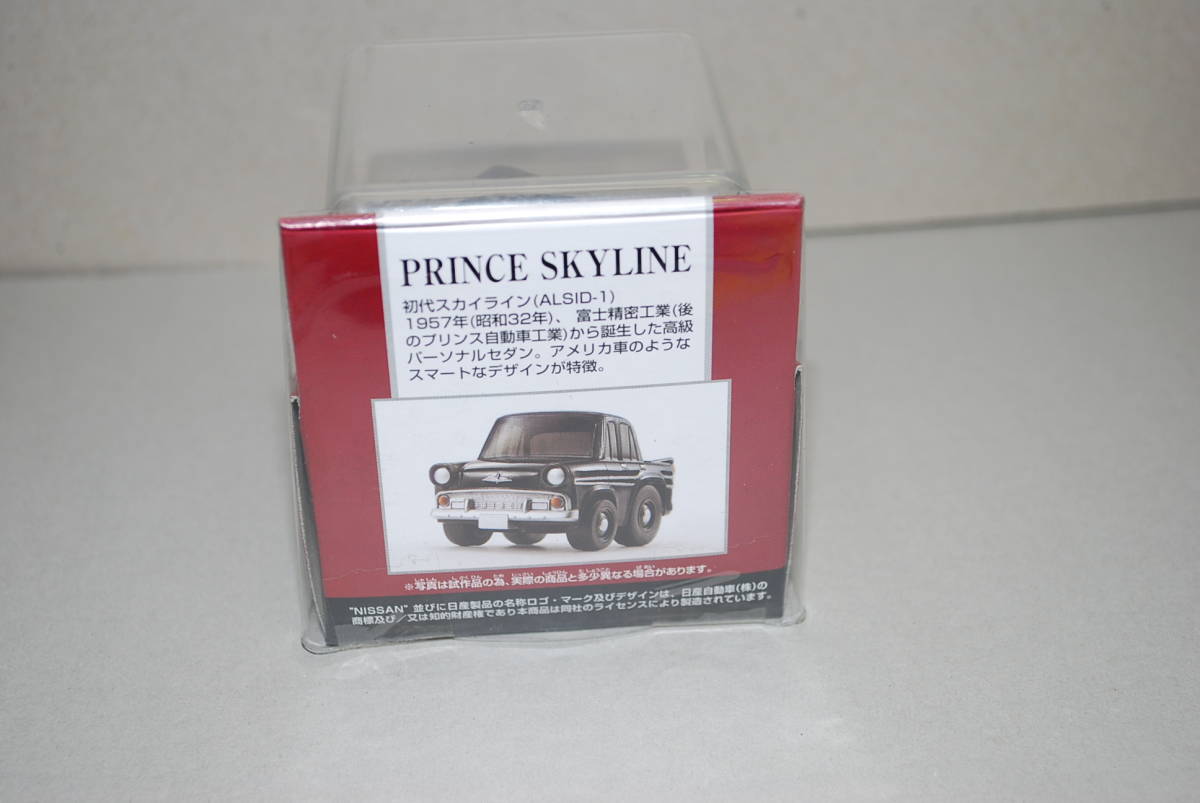 PRINCE SKYLINE
初代スカイライン(ALSID-1)
1957年(昭和32年)、富士精密工業(後
のプリンス自動車工業)から誕生した高級
パーソナルセダン。アメリカ車のような
スマートなデザインが特徴。
※写真は試作品の為、実際の商品と多少異なる場合があります。
"NISSAN" 並びに日産製品の名称ロゴ・マーク及びデザインは、日産自動車(株)の
商標及び/又は知的財産権であり本商品は同社のライセンスにより製造されています。